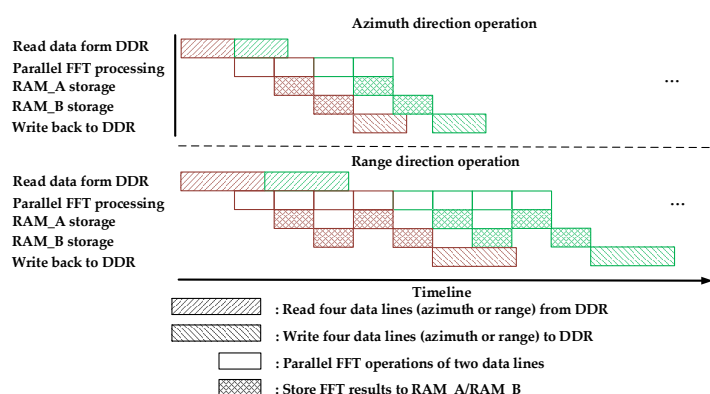 Azimuth direction operation
Read data form DDR
Parallel FFT processing
RAM_A storage
RAM_B storage
Write back to DDR
...
Range direction operation
Read data form DDR
Parallel FFT processing
RAM_A storage
RAM_B storage
Write back to DDR
...
Timeline
: Read four data lines (azimuth or range) from DDR
: Write four data lines (azimuth or range) to DDR
: Parallel FFT operations of two data lines
: Store FFT results to RAM_A/RAM_B